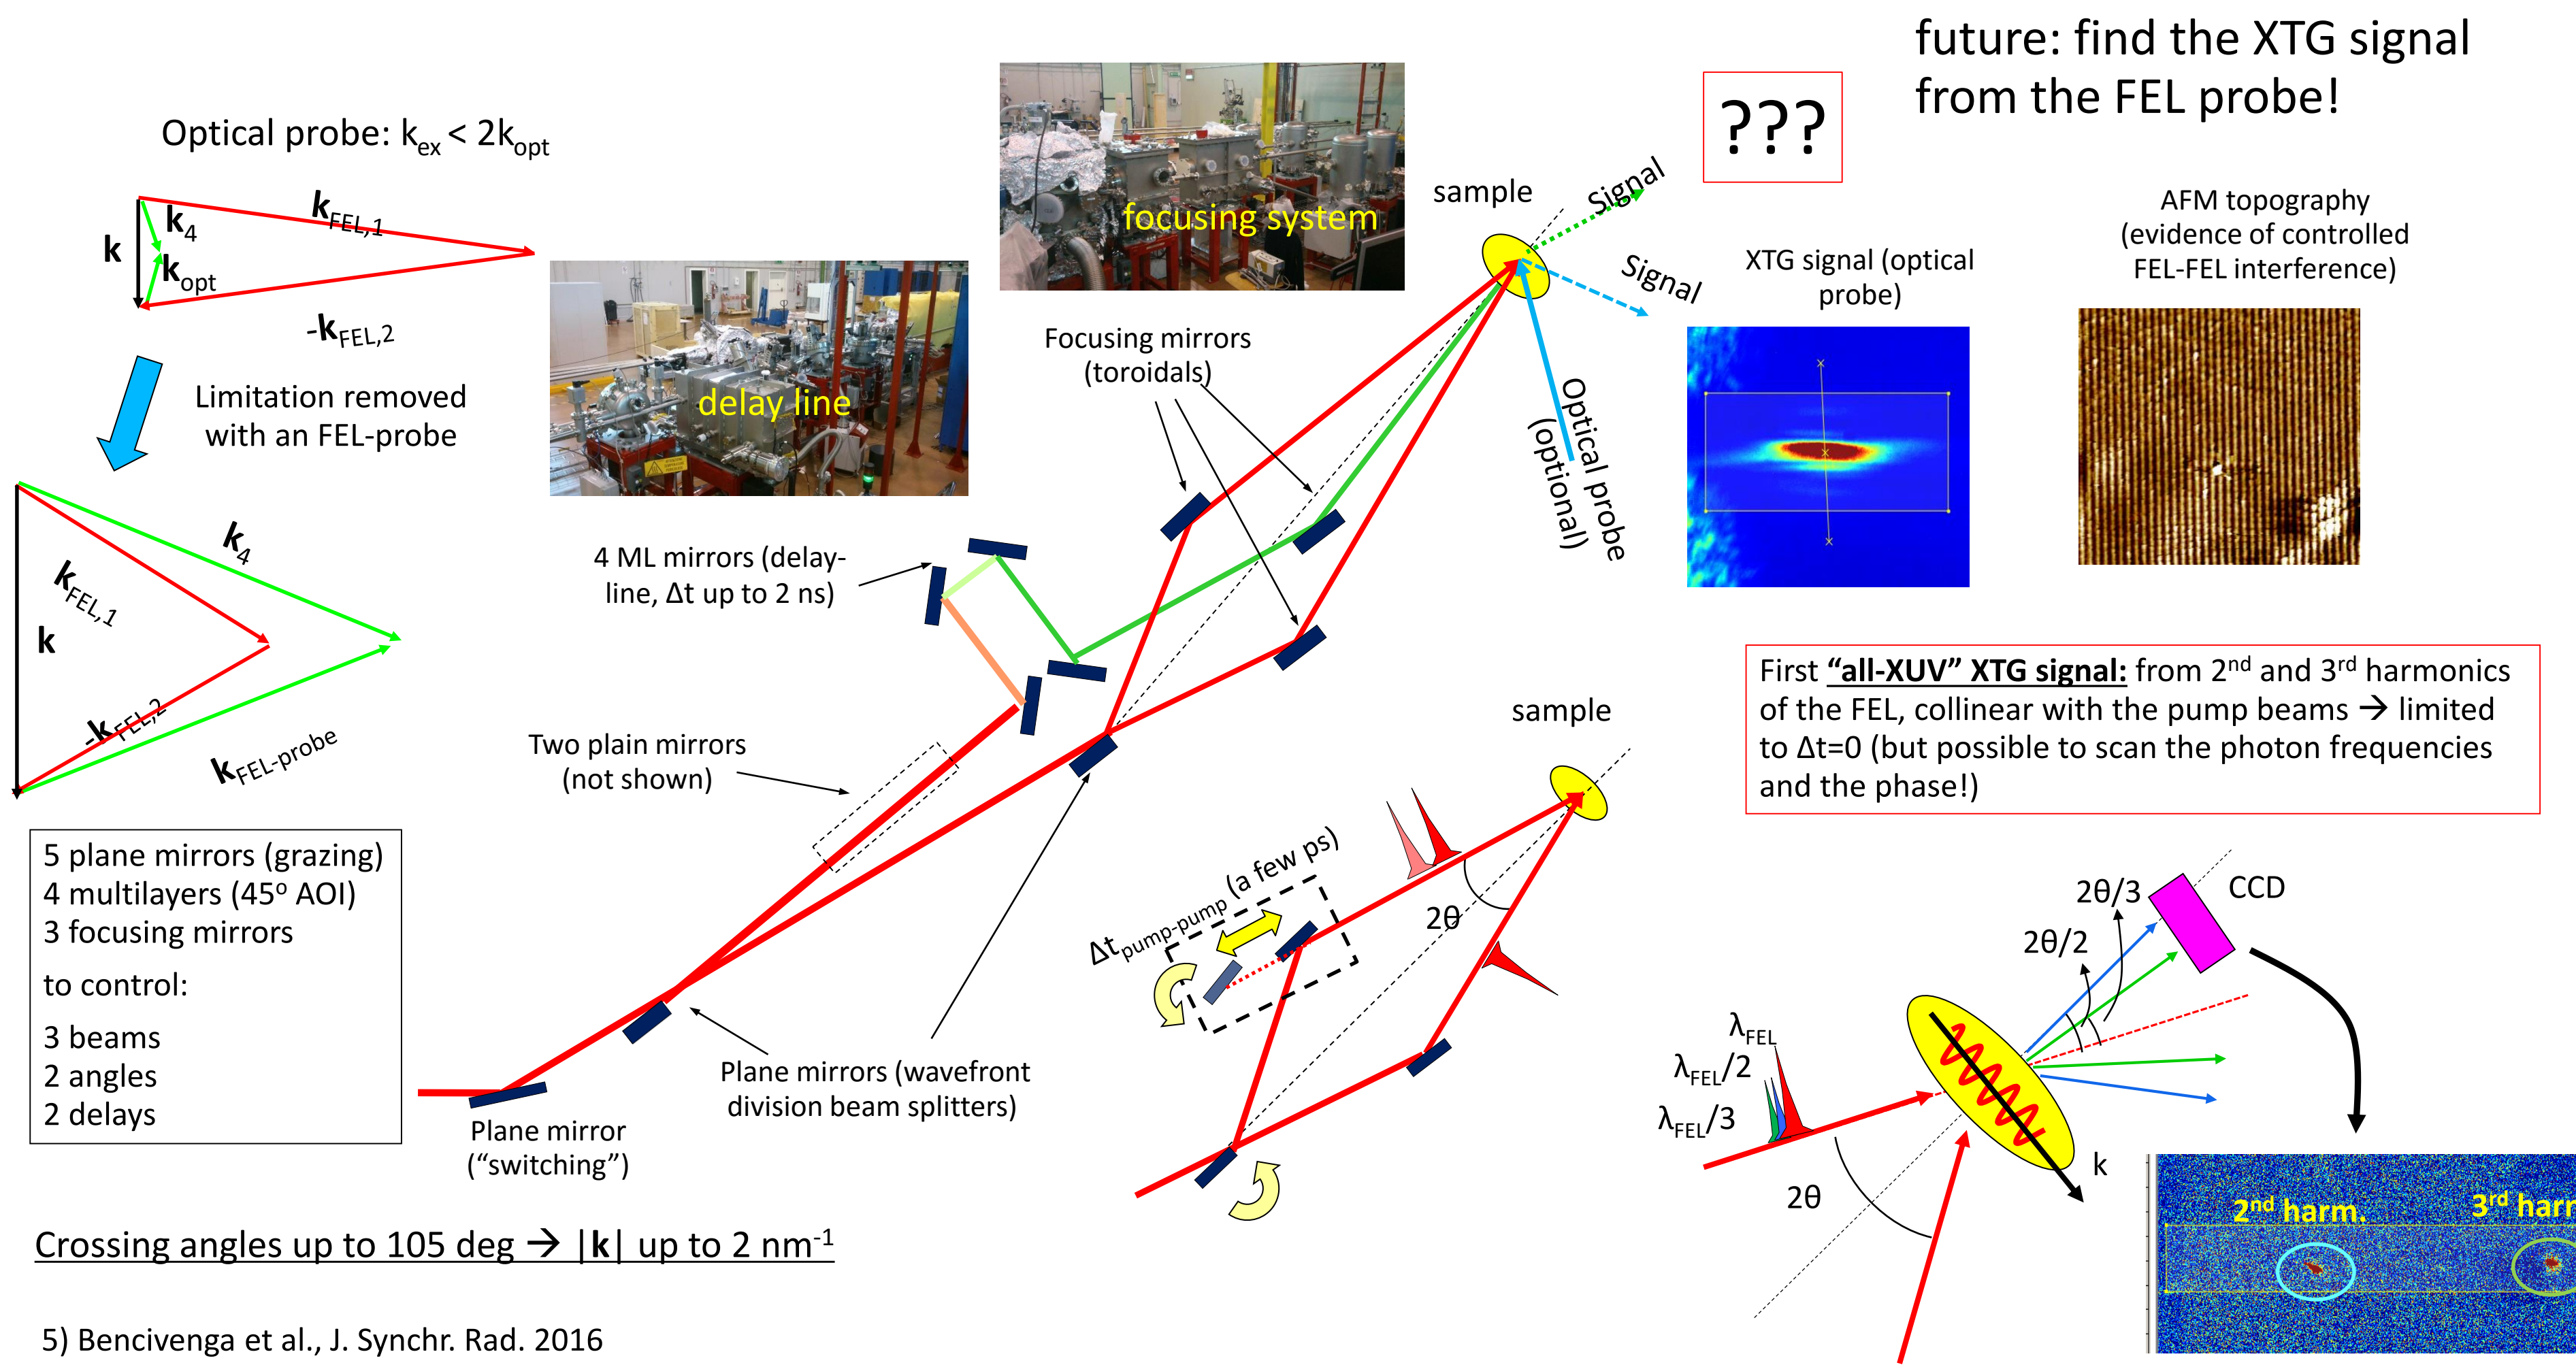 future: find the XTG signal
from the FEL probe!
???
Optical probe: kex < 2kopt
k
k4
kFEL,1
kopt
-kFEL,2
Limitation removed
with an FEL-probe
k4
kFEL,1
k
-kFEL,2
kFEL-probe
5 plane mirrors (grazing)
4 multilayers (45º AOI)
3 focusing mirrors
to control:
3 beams
2 angles
2 delays
Crossing angles up to 105 deg → |k| up to 2 nm-1
5) Bencivenga et al., J. Synchr. Rad. 2016
delay line
focusing system
sample
Signal
Signal
Focusing mirrors
(toroidals)
Optical probe
(optional)
4 ML mirrors (delay-
line, Δt up to 2 ns)
Two plain mirrors
(not shown)
Plane mirrors (wavefront
division beam splitters)
Plane mirror
(“switching”)
sample
Δtpump-pump (a few ps)
2θ
XTG signal (optical
probe)
AFM topography
(evidence of controlled
FEL-FEL interference)
First “all-XUV” XTG signal: from 2nd and 3rd harmonics
of the FEL, collinear with the pump beams → limited
to Δt=0 (but possible to scan the photon frequencies
and the phase!)
2θ/3
CCD
2θ/2
λFEL
λFEL/2
λFEL/3
2θ
k
2nd harm.
3rd harr